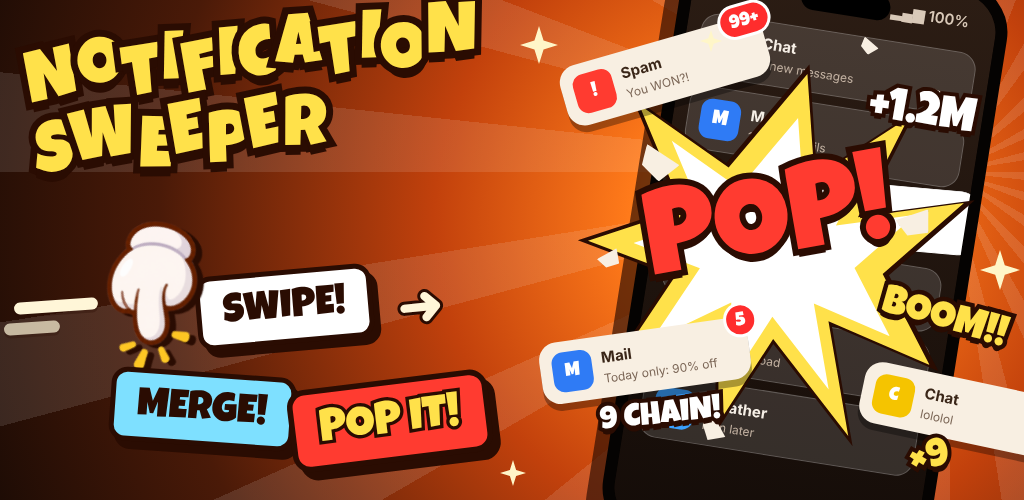 NOTIFICATION
SWEEPER
SWIPE!
MERGE!
POP IT!
100%
99+
!
Spam
You WON?!
Chat
new messages
M
+1.2M
POP!
BOOM!!
5
M
Mail
Today only: 90% off
9 CHAIN!
C
Chat
lololol
later
+9